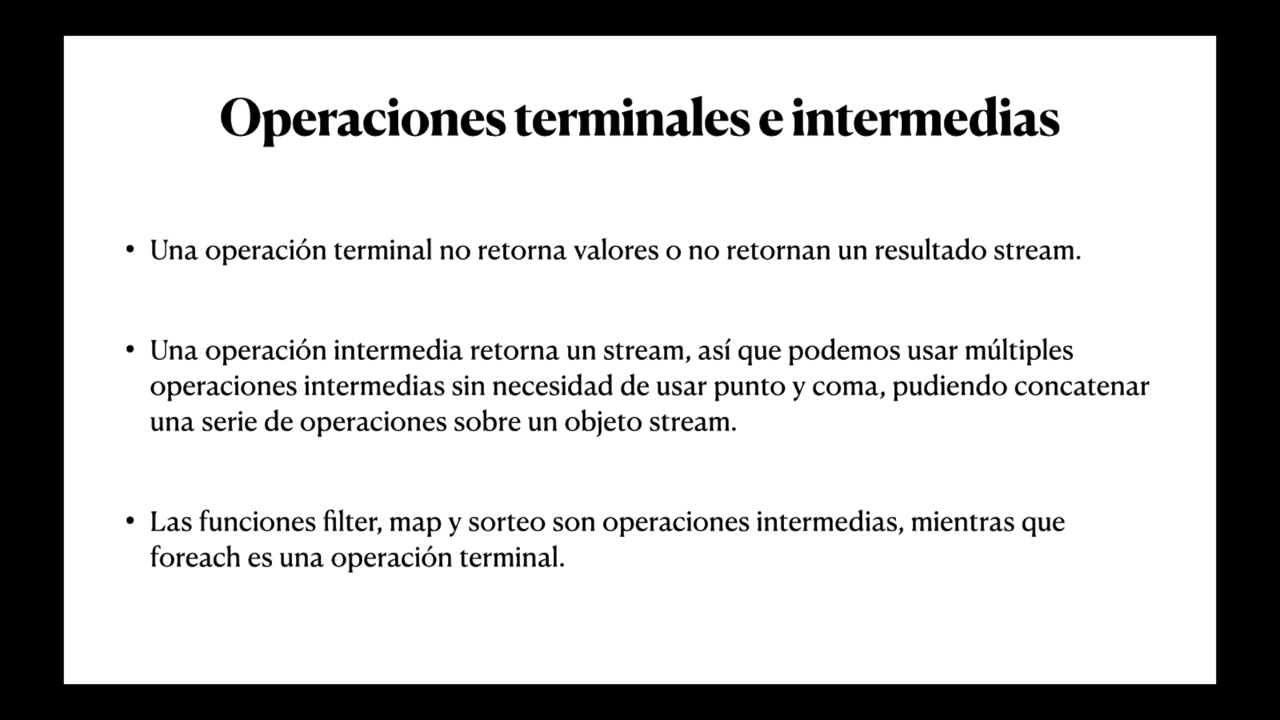 Operaciones terminales e intermedias
• Una operación terminal no retorna valores o no retornan un resultado stream.
• Una operación intermedia retorna un stream, así que podemos usar múltiples
operaciones intermedias sin necesidad de usar punto y coma, pudiendo concatenar
una serie de operaciones sobre un objeto stream.
• Las funciones filter, map y sorteo son operaciones intermedias, mientras que
foreach es una operación terminal.